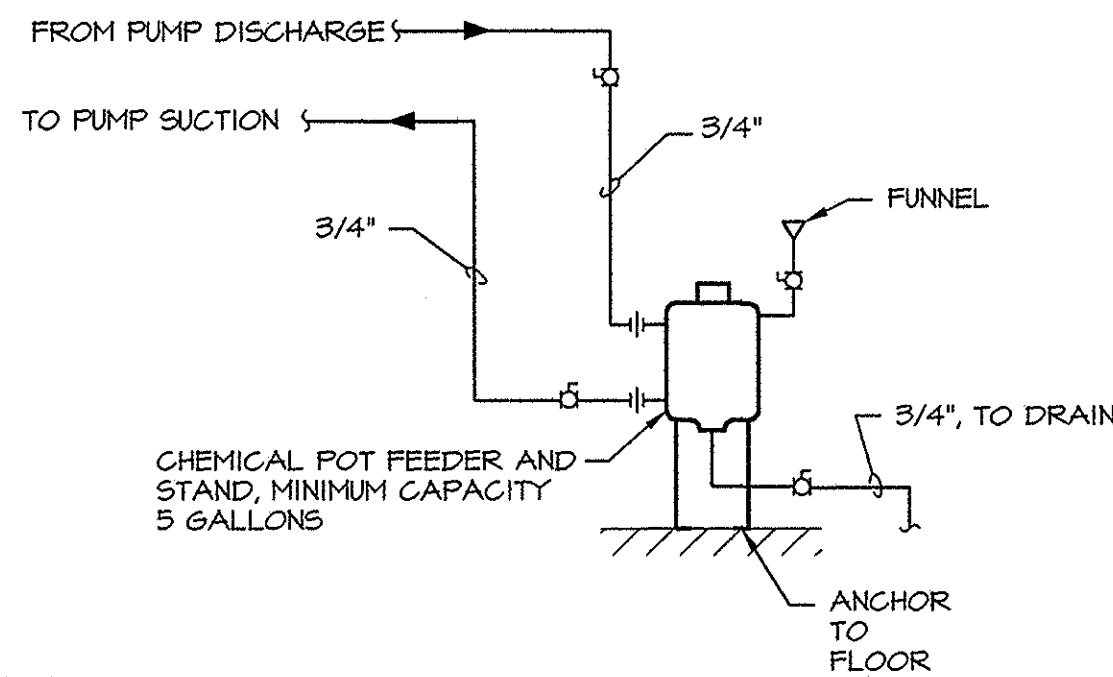 FROM PUMP DISCHARGE
TO PUMP SUCTION
3/4"
FUNNEL
3/4"
3/4", TO DRAIN
CHEMICAL POT FEEDER AND
STAND, MINIMUM CAPACITY
5 GALLONS
ANCHOR
TO
FLOOR